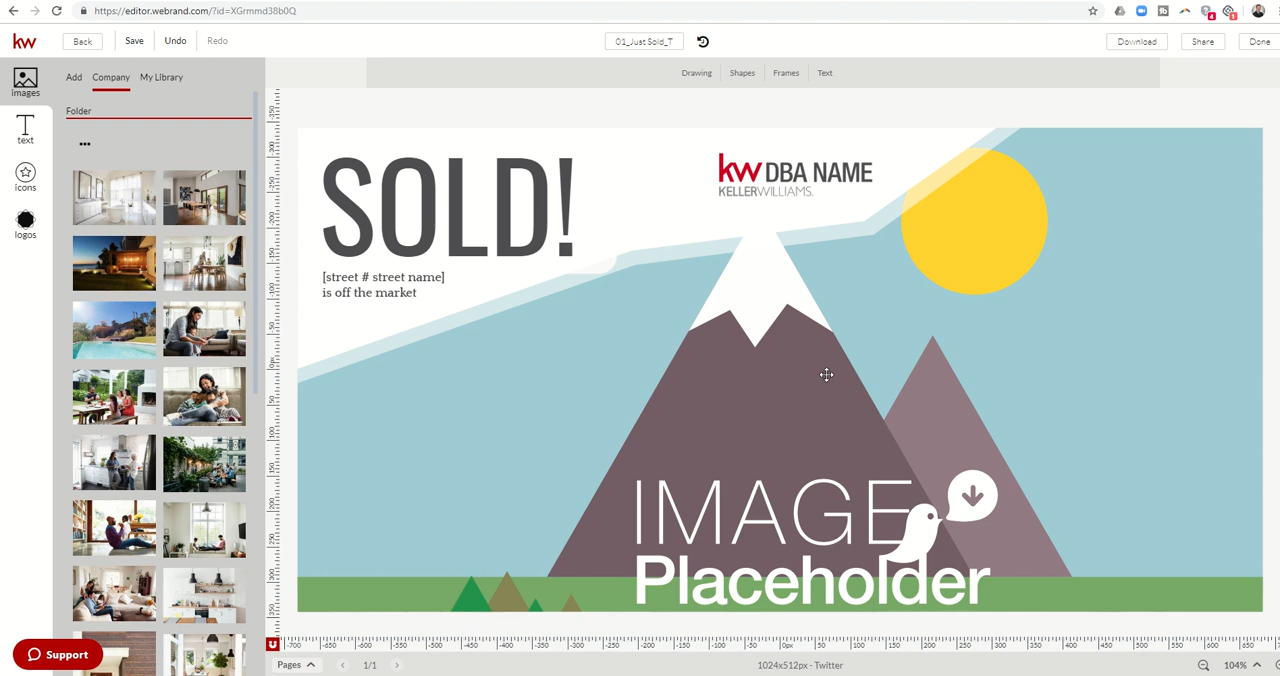 https://editor.webrand.com/?id=XGrmmd38b0Q
kw
Back
Save
Undo
Redo
01_Just Sold_T
Download
Share
Done
images
text
icons
logos
Add
Company
My Library
Folder
Drawing
Shapes
Frames
Text
SOLD!
[street # street name]
is off the market
kw DBA NAME
KELLERWILLIAMS.
IMAGE
Placeholder
Support
Pages
1/1
1024x512px - Twitter
104%